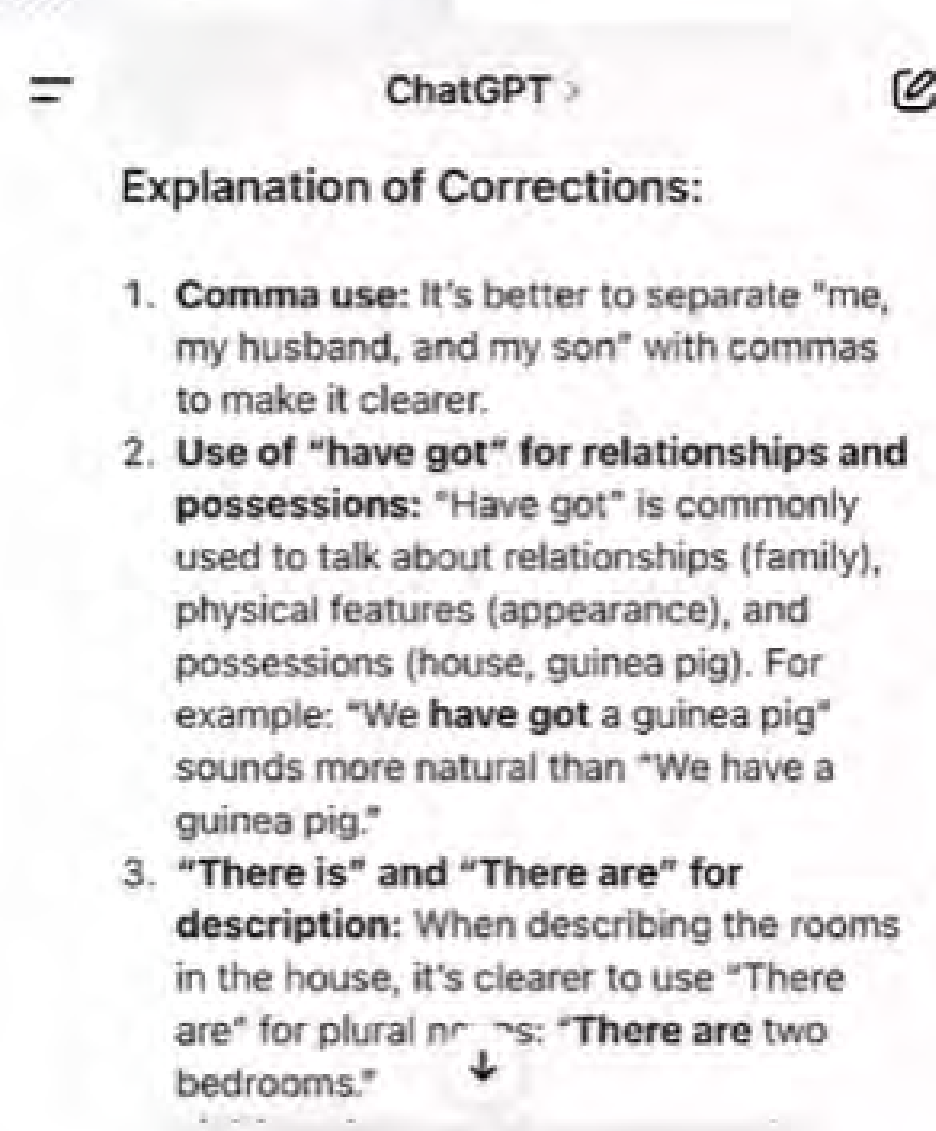 ChatGPT >
Explanation of Corrections:
1. Comma use: It's better to separate "me,
my husband, and my son" with commas
to make it clearer.
2. Use of "have got" for relationships and
possessions: "Have got" is commonly
used to talk about relationships (family),
physical features (appearance), and
possessions (house, guinea pig). For
example: "We have got a guinea pig"
sounds more natural than "We have a
guinea pig."
3. "There is" and "There are" for
description: When describing the rooms
in the house, it's clearer to use "There
are" for plural "There are two
bedrooms."